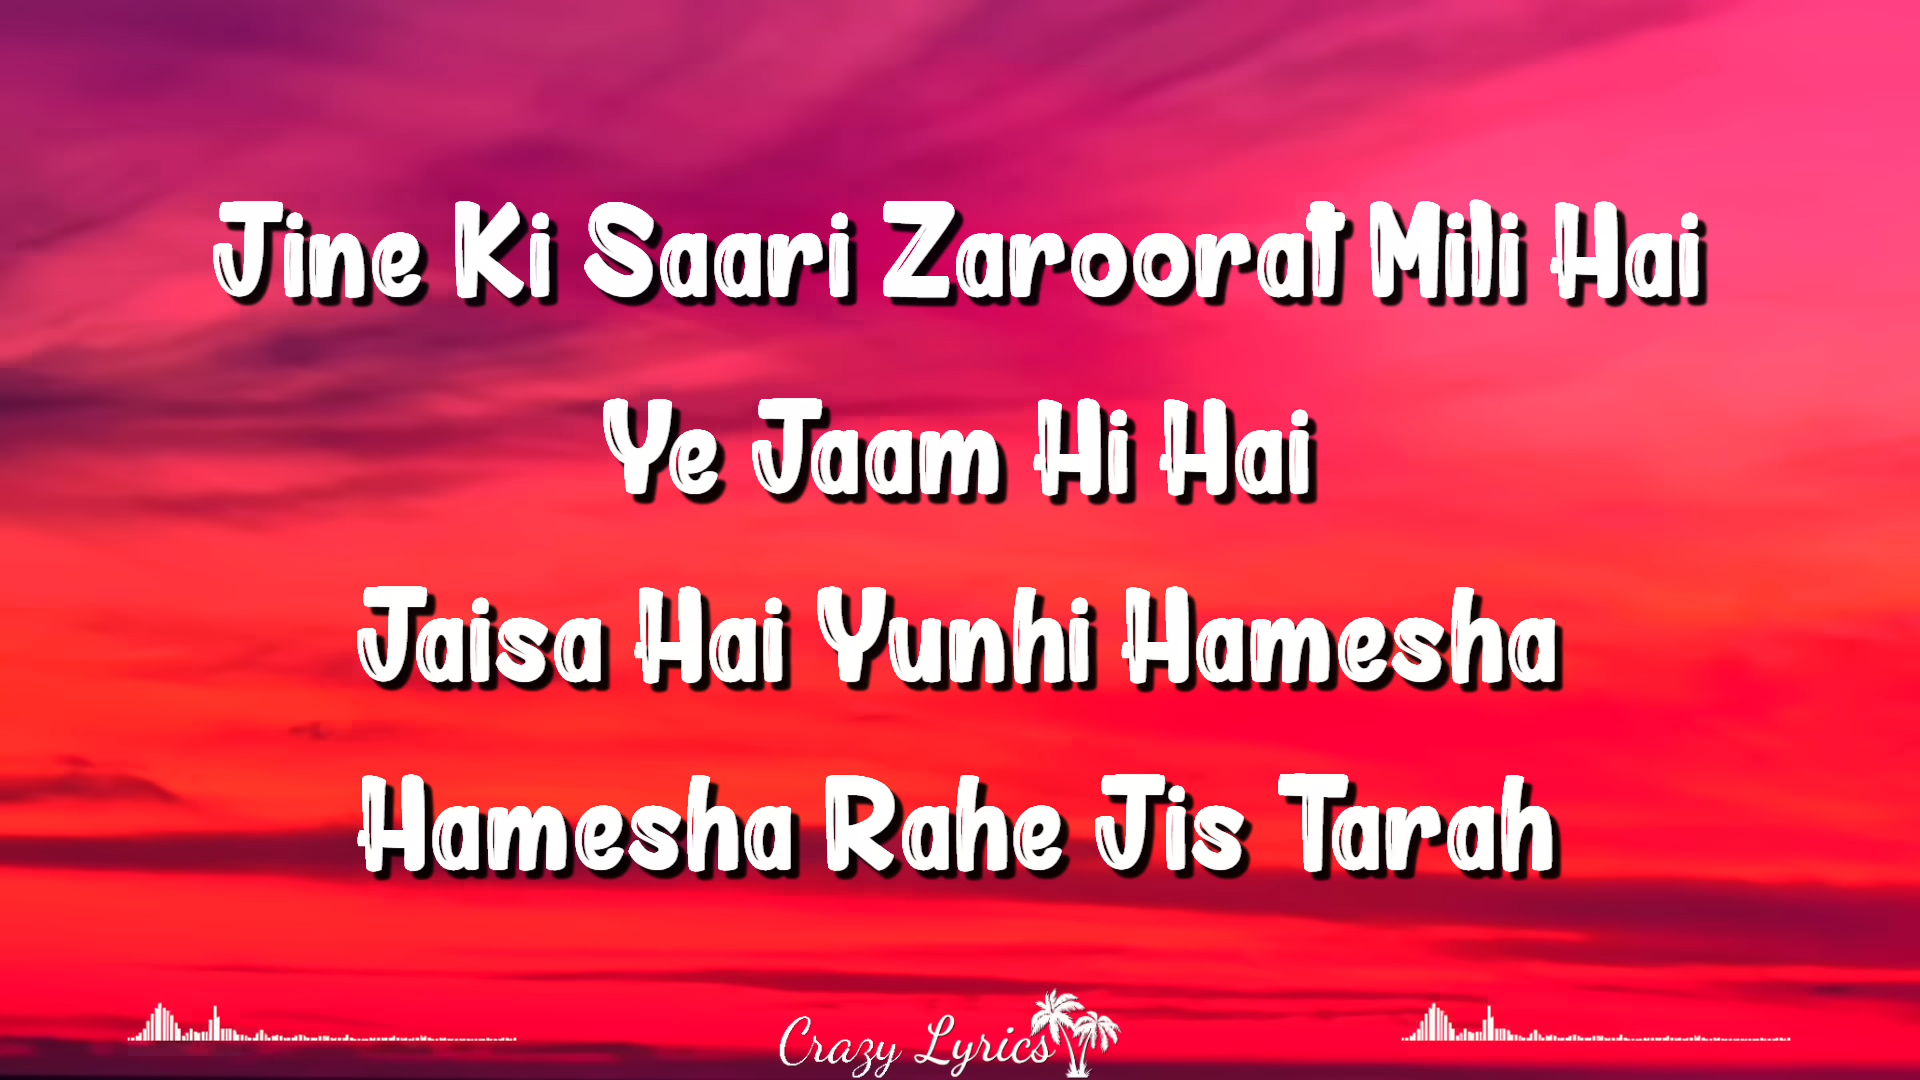 Jine Ki Saari Zaroorat Mili Hai
Ye Jaam Hi Hai
Jaisa Hai Yunhi Hamesha
Hamesha Rahe Jis Tarah
Crazy Lyrics